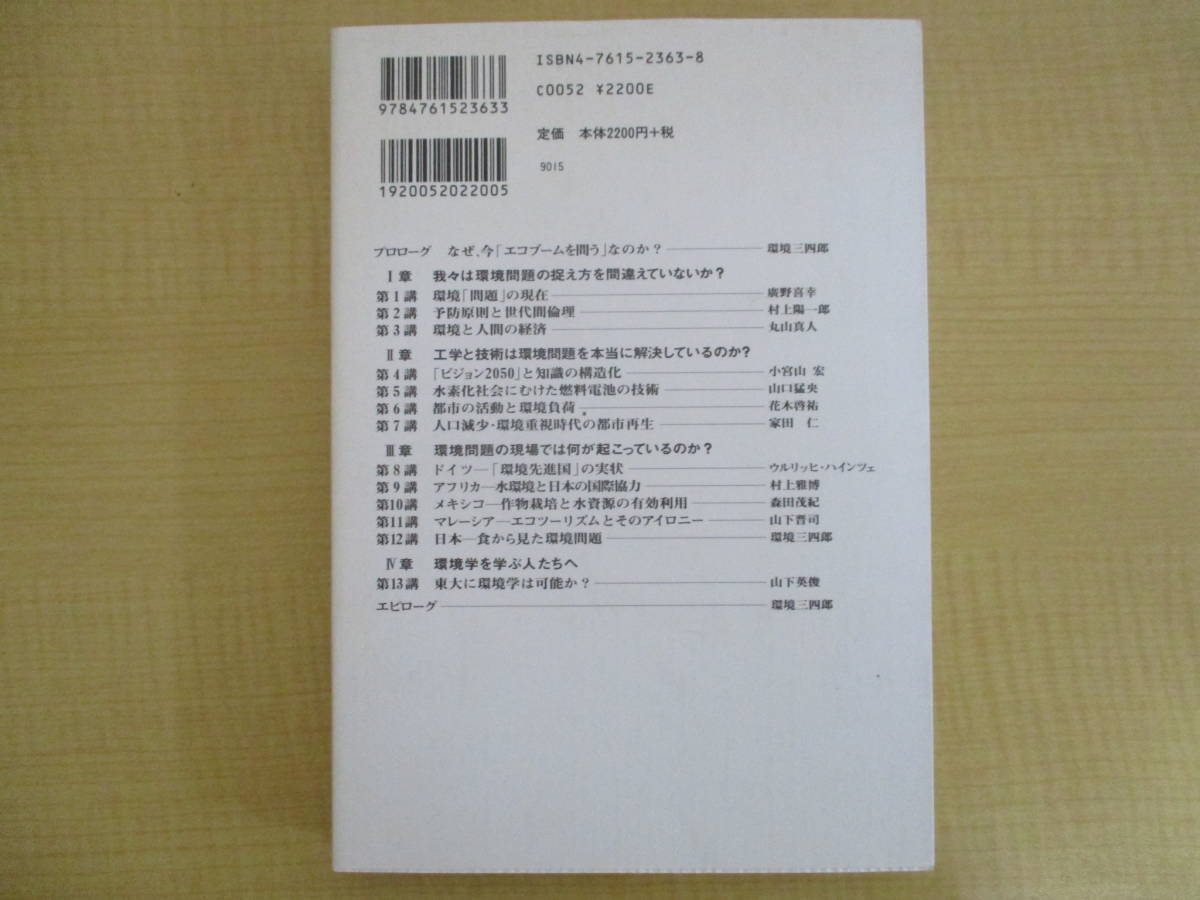 ISBN4-7615-2363-8
C0052 ¥2200E
9784761523633
定価 本体2200円+税
9015
1920052022005
プロローグ なぜ、今「エコブームを問う」なのか? 環境三四郎
Ⅰ章 我々は環境問題の捉え方を間違えていないか?
第1講 環境「問題」の現在 廣野喜幸
第2講 予防原則と世代間倫理 村上陽一郎
第3講 環境と人間の経済 丸山真人
Ⅱ章 工学と技術は環境問題を本当に解決しているのか?
第4講 「ビジョン2050」と知識の構造化 小宮山 宏
第5講 水素化社会にむけた燃料電池の技術 山口猛央
第6講 都市の活動と環境負荷 花木啓祐
第7講 人口減少・環境重視時代の都市再生 家田 仁
Ⅲ章 環境問題の現場では何が起こっているのか?
第8講 ドイツ―「環境先進国」の実状 ウルリッヒ・ハインツェ
第9講 アフリカ―水環境と日本の国際協力 村上雅博
第10講 メキシコ―作物栽培と水資源の有効利用 森田茂紀
第11講 マレーシア―エコツーリズムとそのアイロニー 山下晋司
第12講 日本―食から見た環境問題 環境三四郎
Ⅳ章 環境学を学ぶ人たちへ
第13講 東大に環境学は可能か? 山下英俊
エピローグ 環境三四郎